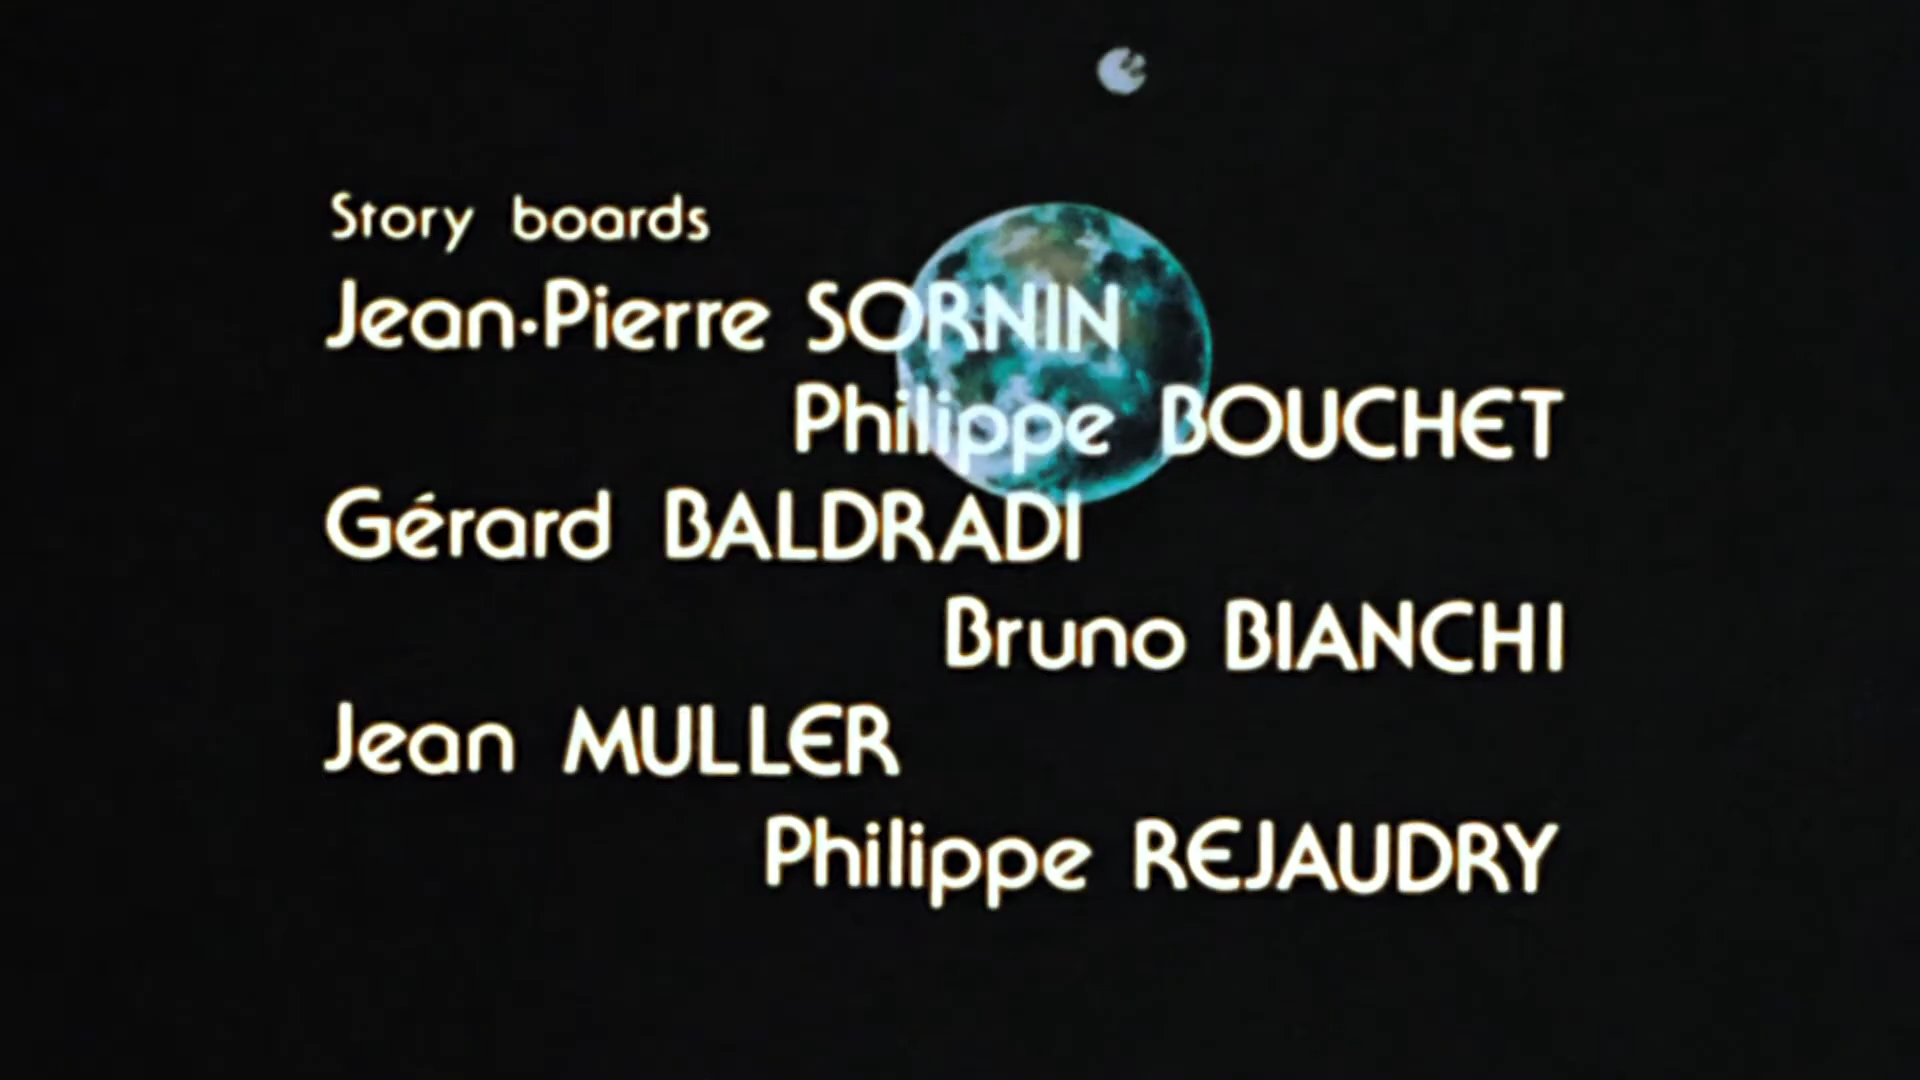 Story boards
Jean-Pierre SORNIN
Philippe BOUCHET
Gérard BALDRADI
Bruno BIANCHI
Jean MULLER
Philippe REJAUDRY